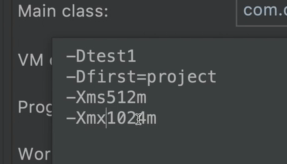 Main class:
com.
VM
-Dtest1
-Dfirst=project
-Xms512m
-Xmx1024m
Prog
Wor